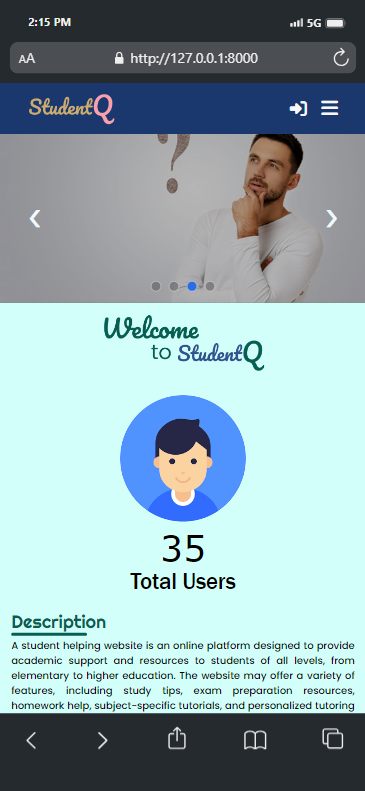 2:15 PM
5G
AA
http://127.0.0.1:8000
StudentQ
?
Welcome
to StudentQ
35
Total Users
Description
A student helping website is an online platform designed to provide
academic support and resources to students of all levels, from
elementary to higher education. The website may offer a variety of
features, including study tips, exam preparation resources,
homework help, subject-specific tutorials, and personalized tutoring